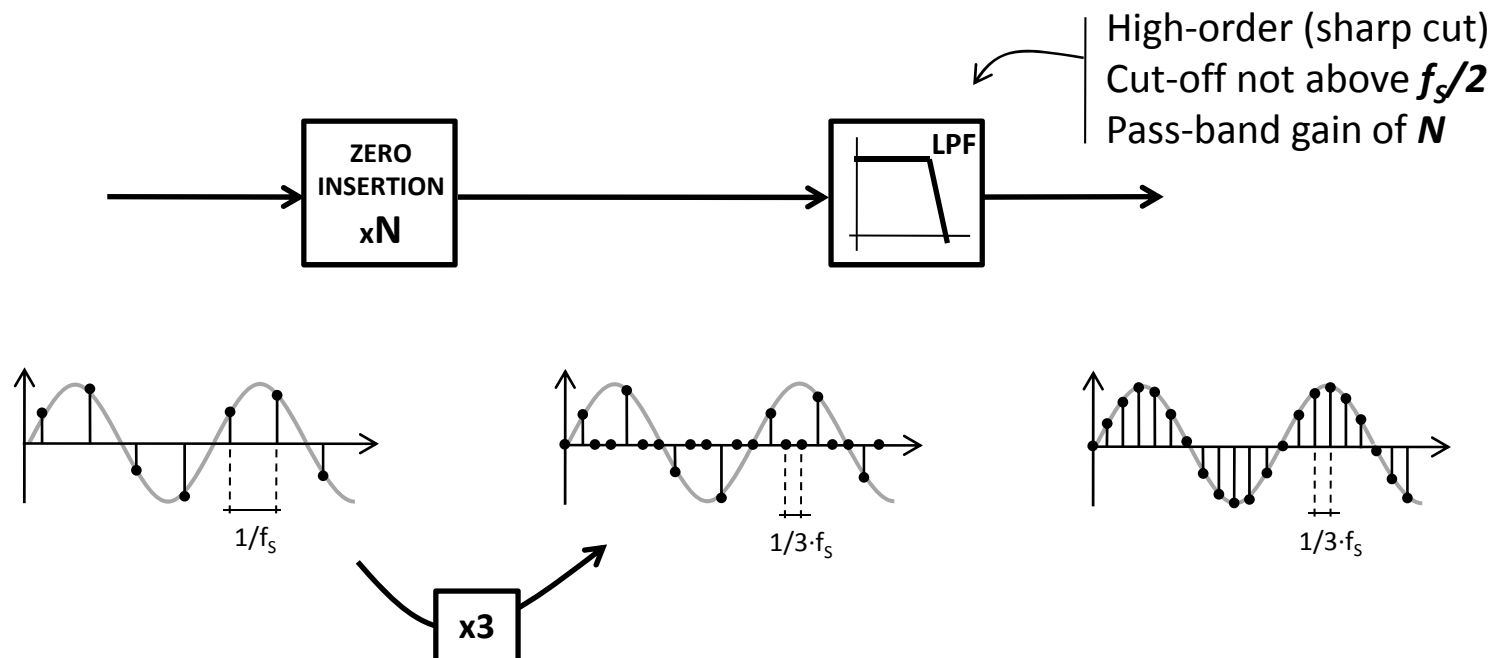 High-order (sharp cut)
Cut-off not above fS/2
Pass-band gain of N
ZERO
INSERTION
xN
LPF
1/fS
1/3·fS
1/3·fS
x3